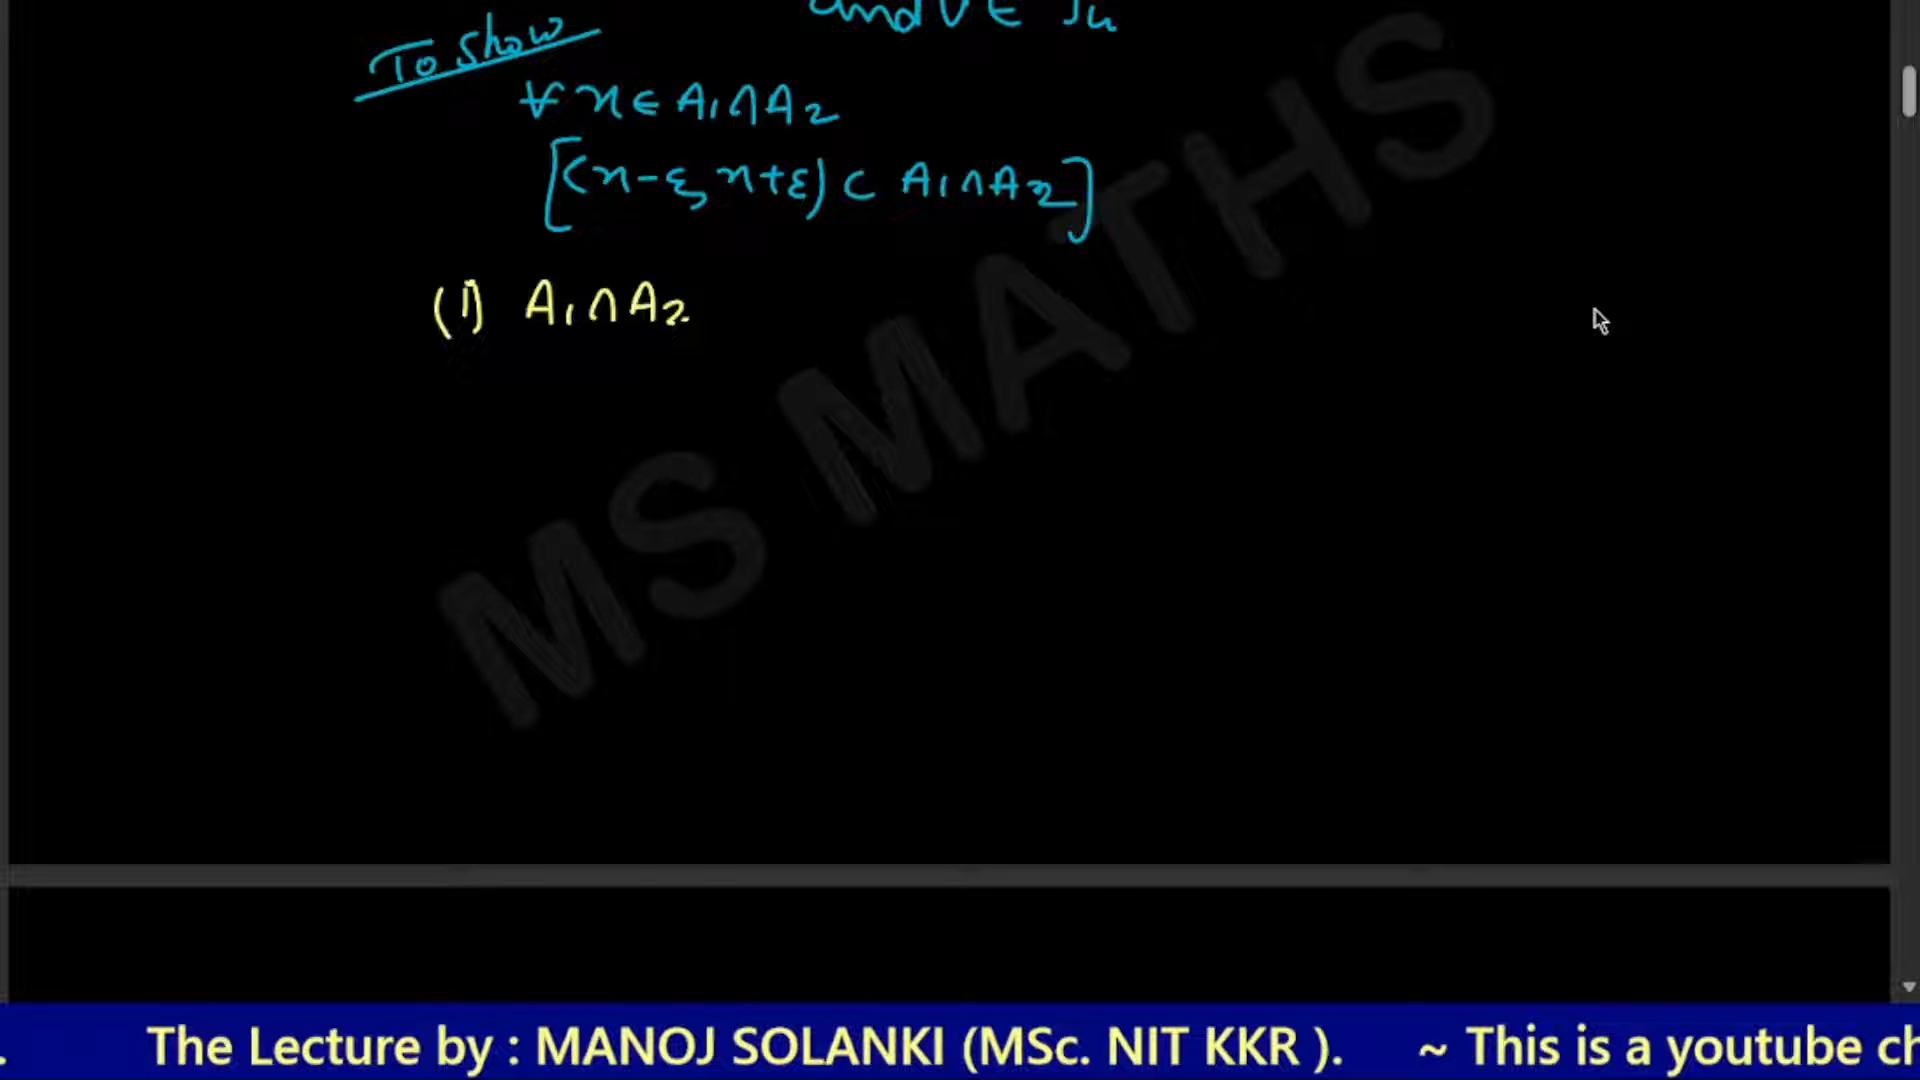 and U ∈
To Show
∀ x ∈ A₁∩A₂
[(x-ε, x+ε) ⊂ A₁∩A₂]
(i) A₁∩A₂
MS MATHS
The Lecture by : MANOJ SOLANKI (MSc. NIT KKR ). ~ This is a youtube ch